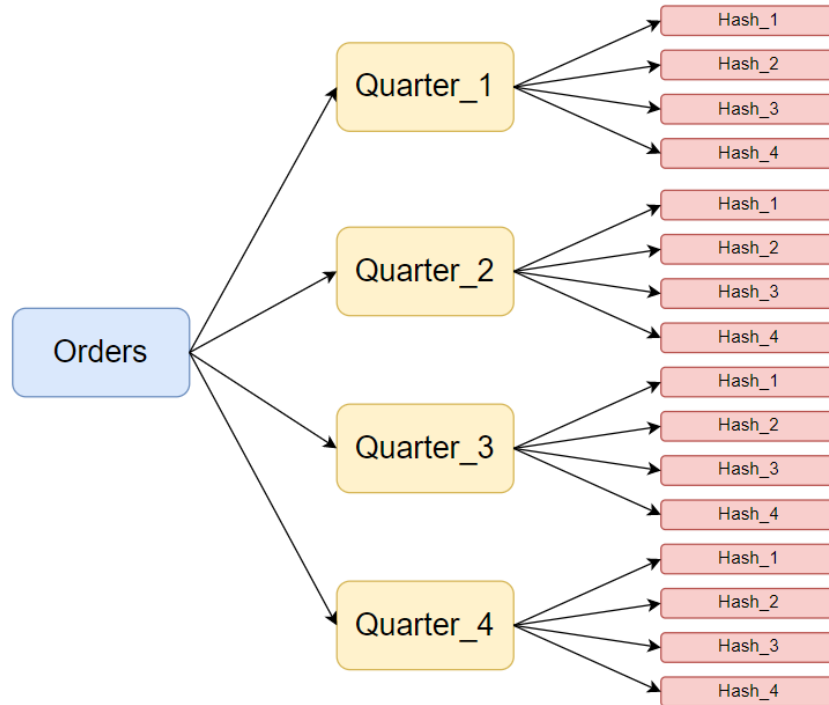 Orders
Quarter_1
Hash_1
Hash_2
Hash_3
Hash_4
Quarter_2
Hash_1
Hash_2
Hash_3
Hash_4
Quarter_3
Hash_1
Hash_2
Hash_3
Hash_4
Quarter_4
Hash_1
Hash_2
Hash_3
Hash_4